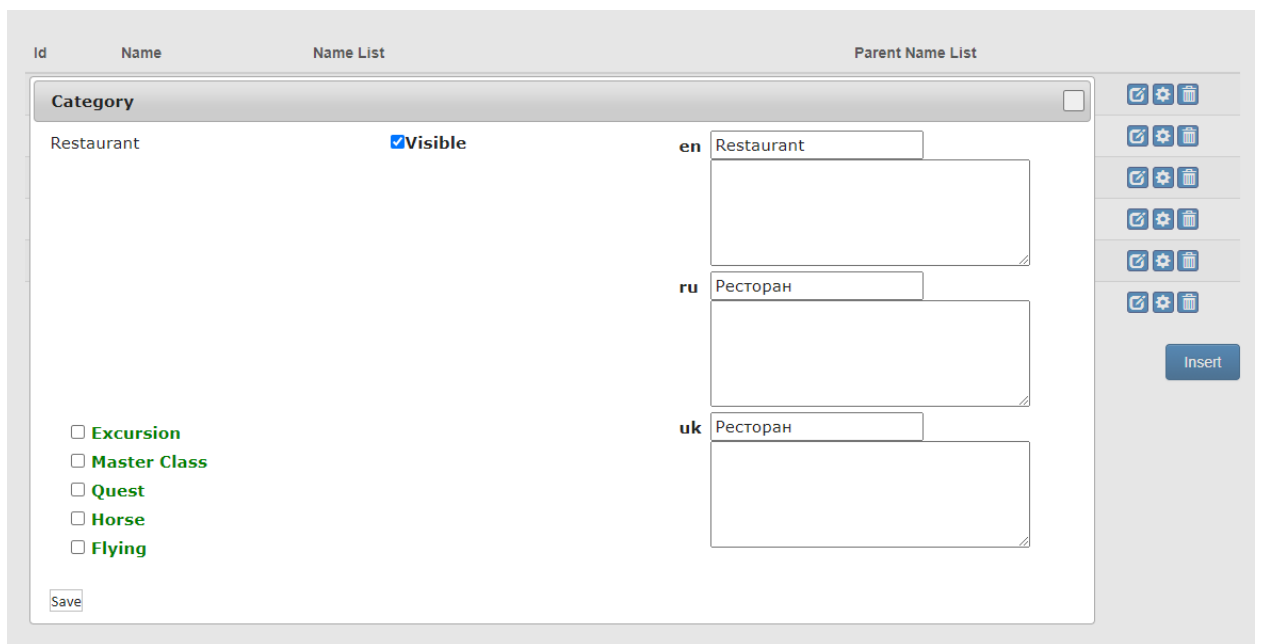 Id Name Name List Parent Name List
Category
Restaurant Visible en Restaurant
ru Ресторан
uk Ресторан
Excursion
Master Class
Quest
Horse
Flying
Save
Insert